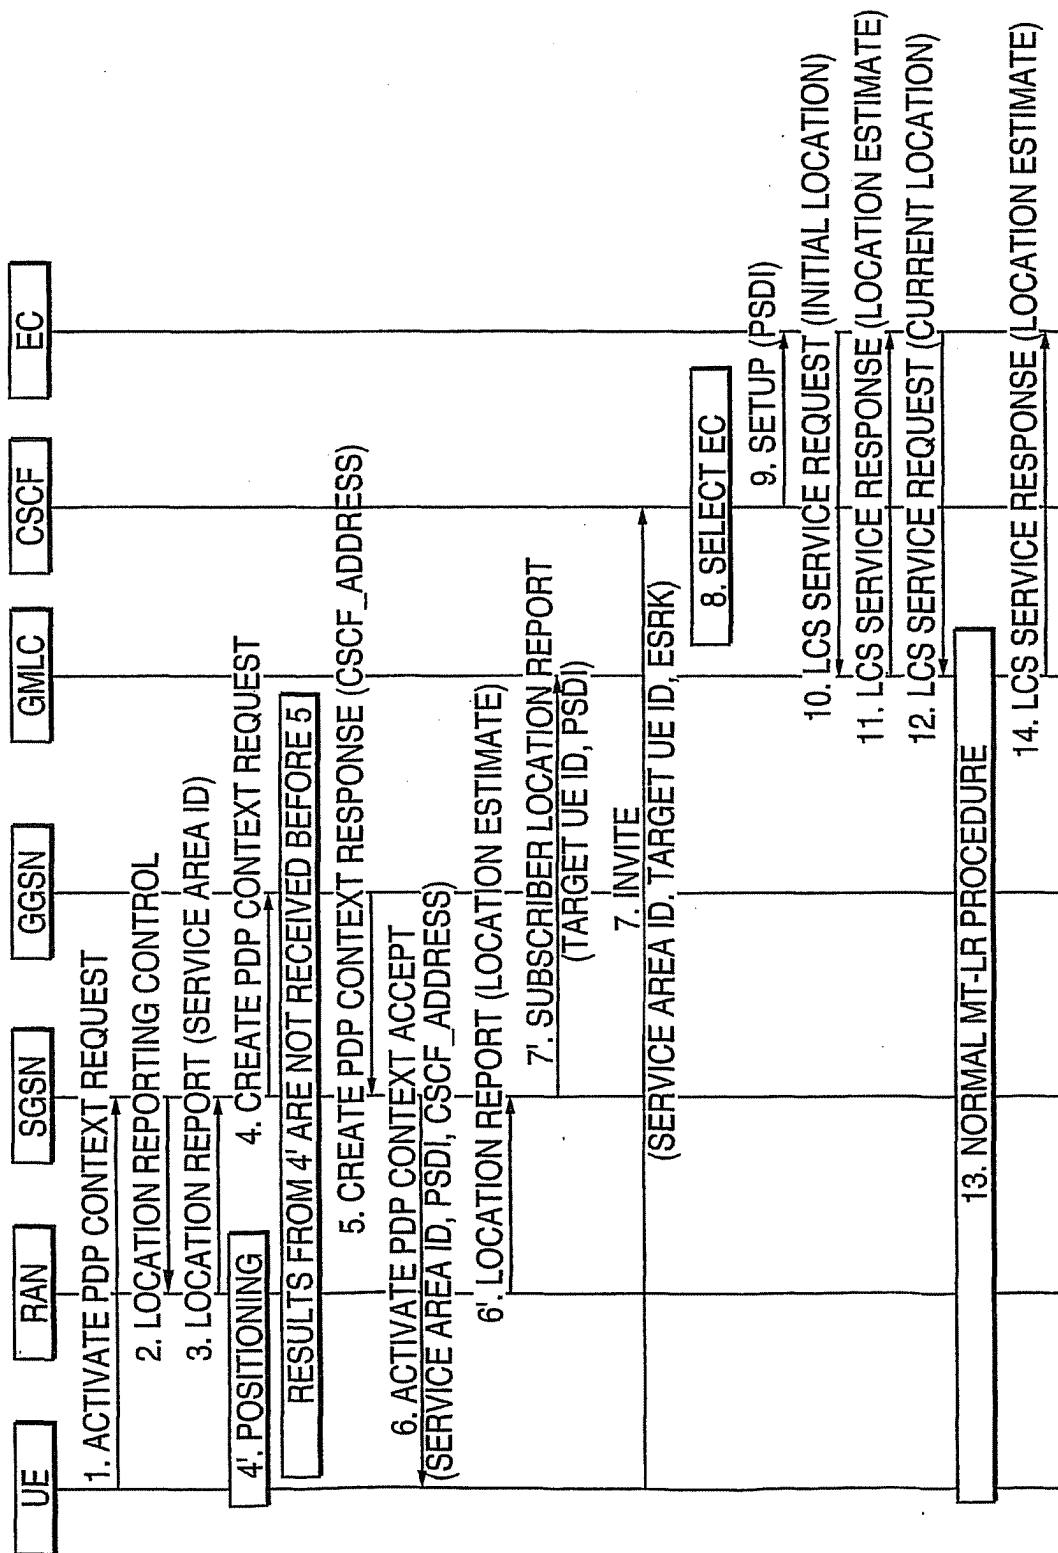 UE
RAN
SGSN
GGSN
GMLC
CSCF
EC
1. ACTIVATE PDP CONTEXT REQUEST
2. LOCATION REPORTING CONTROL
3. LOCATION REPORT (SERVICE AREA ID)
4'. POSITIONING
4. CREATE PDP CONTEXT REQUEST
RESULTS FROM 4' ARE NOT RECEIVED BEFORE 5
5. CREATE PDP CONTEXT RESPONSE (CSCF_ADDRESS)
6. ACTIVATE PDP CONTEXT ACCEPT
(SERVICE AREA ID, PSDI, CSCF_ADDRESS)
6'. LOCATION REPORT (LOCATION ESTIMATE)
7'. SUBSCRIBER LOCATION REPORT
(TARGET UE ID, PSDI)
7. INVITE
(SERVICE AREA ID. TARGET UE ID, ESRK)
8. SELECT EC
9. SETUP (PSDI)
10. LCS SERVICE REQUEST (INITIAL LOCATION)
11. LCS SERVICE RESPONSE (LOCATION ESTIMATE)
12. LCS SERVICE REQUEST (CURRENT LOCATION)
13. NORMAL MT-LR PROCEDURE
14. LCS SERVICE RESPONSE (LOCATION ESTIMATE)